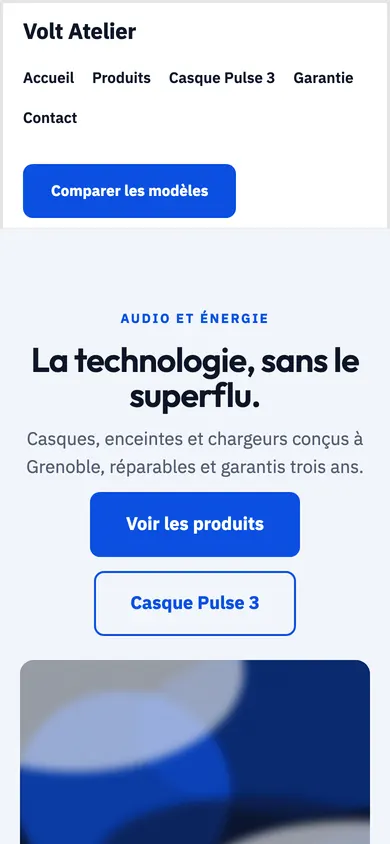 Volt Atelier
Accueil Produits Casque Pulse 3 Garantie
Contact
Comparer les modèles
AUDIO ET ÉNERGIE
La technologie, sans le
superflu.
Casques, enceintes et chargeurs conçus à
Grenoble, réparables et garantis trois ans.
Voir les produits
Casque Pulse 3